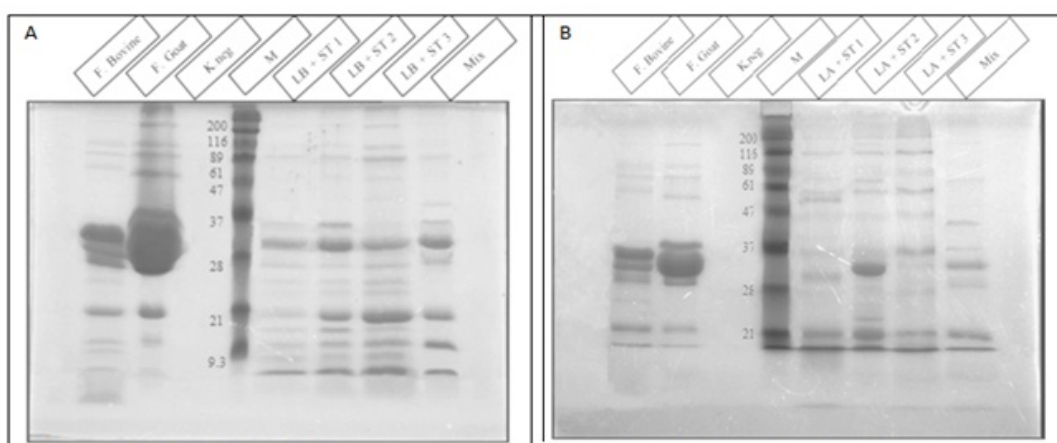 A
F. Bovine
F. Goat
K neg
M
LB + ST 1
LB + ST 2
LB + ST 3
Mix
200
116
89
61
47
37
28
21
9.3
B
F. Bovine
F. Goat
K.neg
M
LA + ST 1
LA + ST 2
LA + ST 3
Mix
200
116
89
61
47
37
28
21